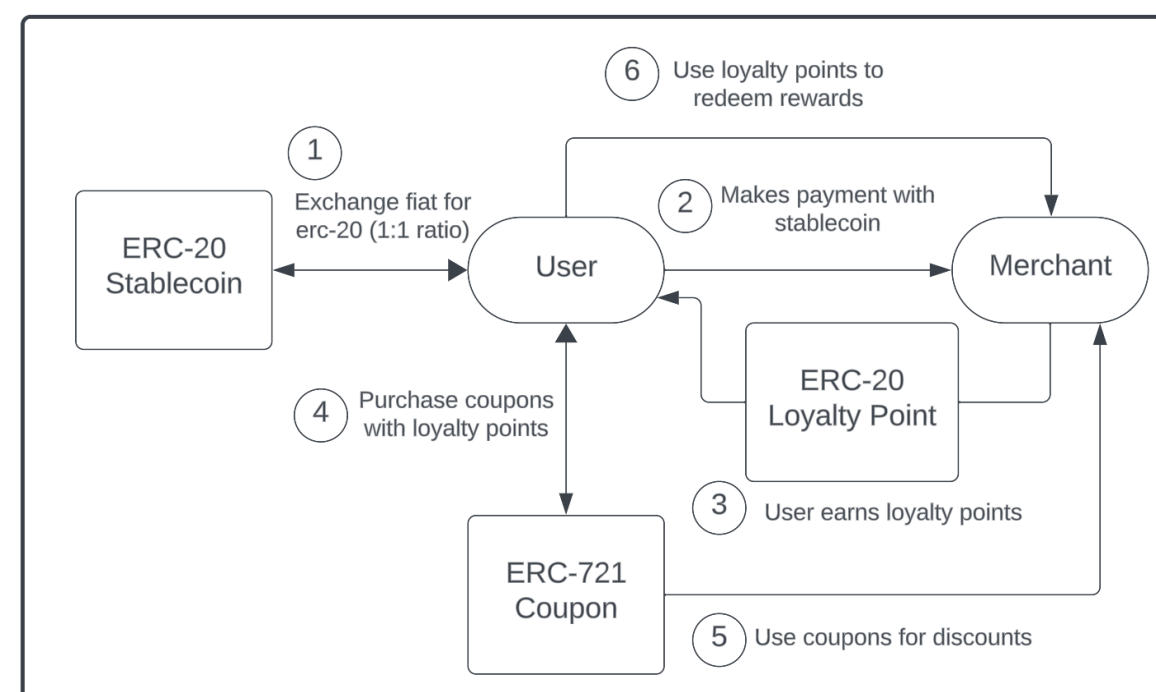 6
Use loyalty points to
redeem rewards
1
Exchange fiat for
erc-20 (1:1 ratio)
2
Makes payment with
stablecoin
ERC-20
Stablecoin
User
Merchant
4
Purchase coupons
with loyalty points
ERC-20
Loyalty Point
3
User earns loyalty points
ERC-721
Coupon
5
Use coupons for discounts